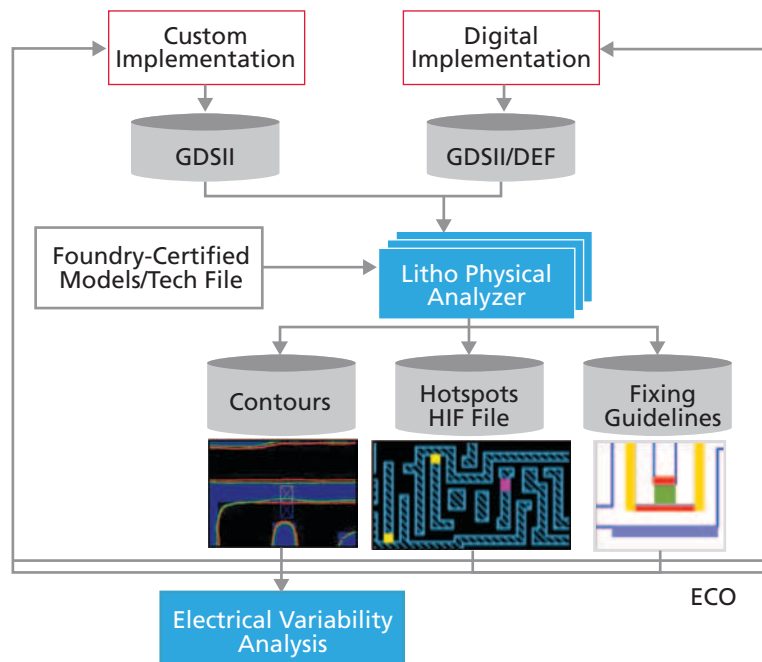 Custom
Implementation
Digital
Implementation
GDSII
GDSII/DEF
Foundry-Certified
Models/Tech File
Litho Physical
Analyzer
Contours
Hotspots
HIF File
Fixing
Guidelines
ECO
Electrical Variability
Analysis